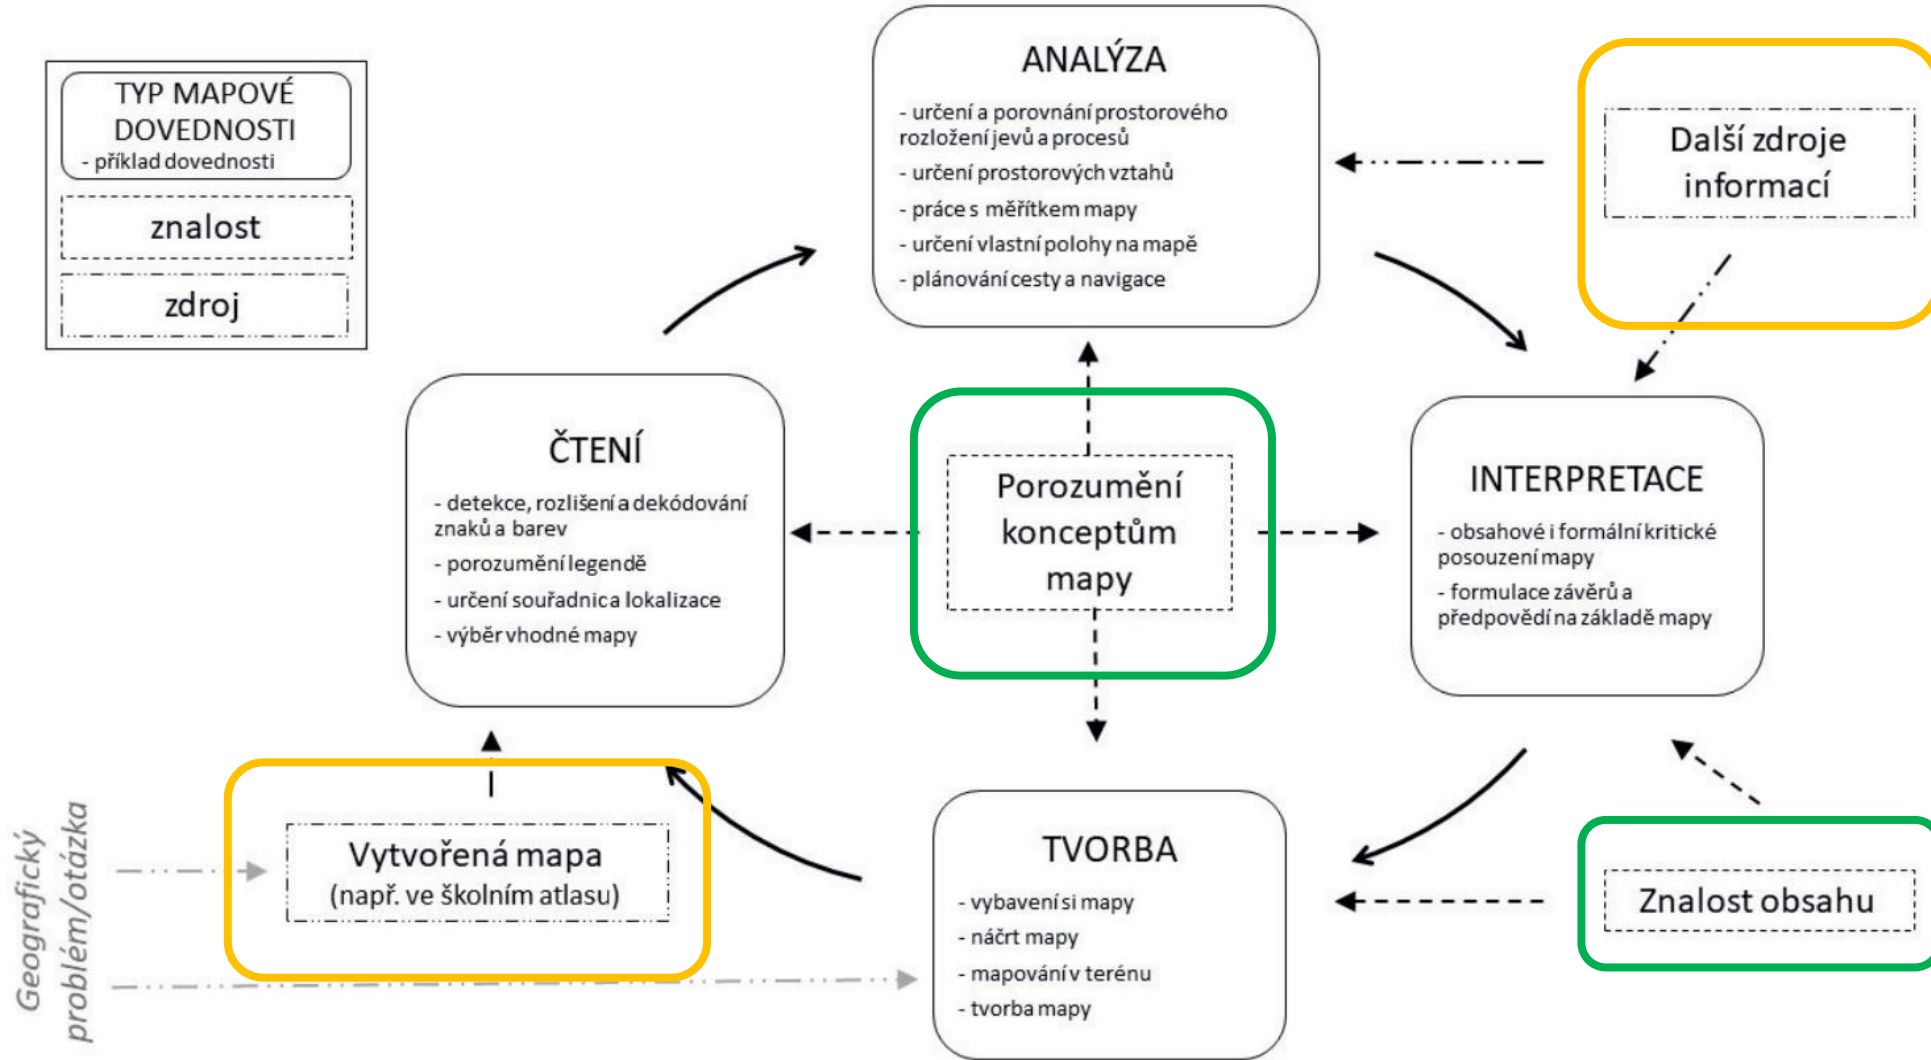 TYP MAPOVÉ
DOVEDNOSTI
- příklad dovednosti
znalost
zdroj
ANALÝZA
- určení a porovnání prostorového
rozložení jevů a procesů
- určení prostorových vztahů
- práce s měřítkem mapy
- určení vlastní polohy na mapě
- plánování cesty a navigace
Další zdroje
informací
ČTENÍ
- detekce, rozlišení a dekódování
znaků a barev
- porozumění legendě
- určení souřadnic a lokalizace
- výběr vhodné mapy
Porozumění
konceptům
mapy
INTERPRETACE
- obsahové i formální kritické
posouzení mapy
- formulace závěrů a
předpovědí na základě mapy
Geografický
problém/otázka
Vytvořená mapa
(např. ve školním atlasu)
TVORBA
- vybavení si mapy
- náčrt mapy
- mapování v terénu
- tvorba mapy
Znalost obsahu